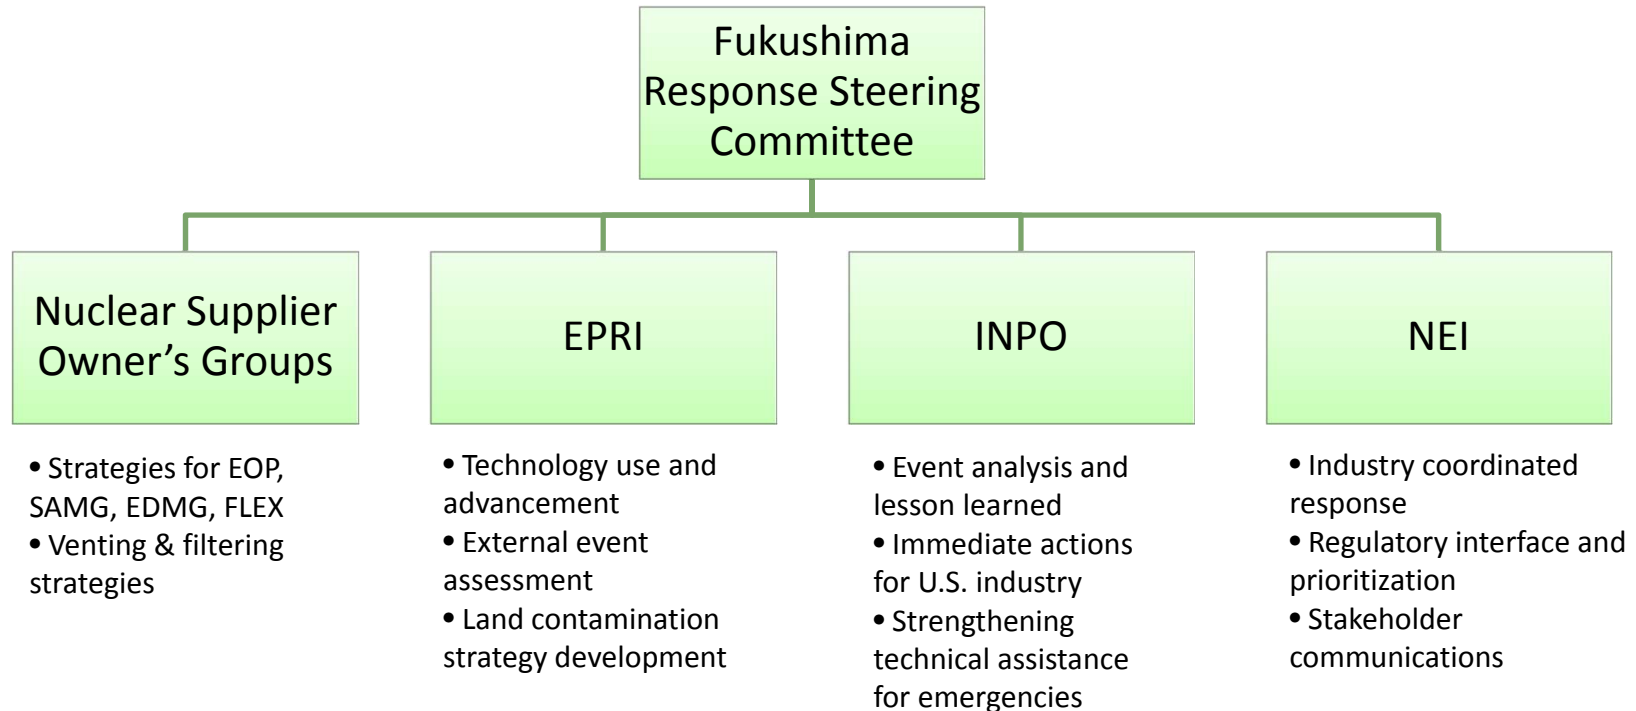 Fukushima
Response Steering
Committee
Nuclear Supplier
Owner’s Groups
• Strategies for EOP,
SAMG, EDMG, FLEX
• Venting & filtering
strategies
EPRI
• Technology use and
advancement
• External event
assessment
• Land contamination
strategy development
INPO
• Event analysis and
lesson learned
• Immediate actions
for U.S. industry
• Strengthening
technical assistance
for emergencies
NEI
• Industry coordinated
response
• Regulatory interface and
prioritization
• Stakeholder
communications